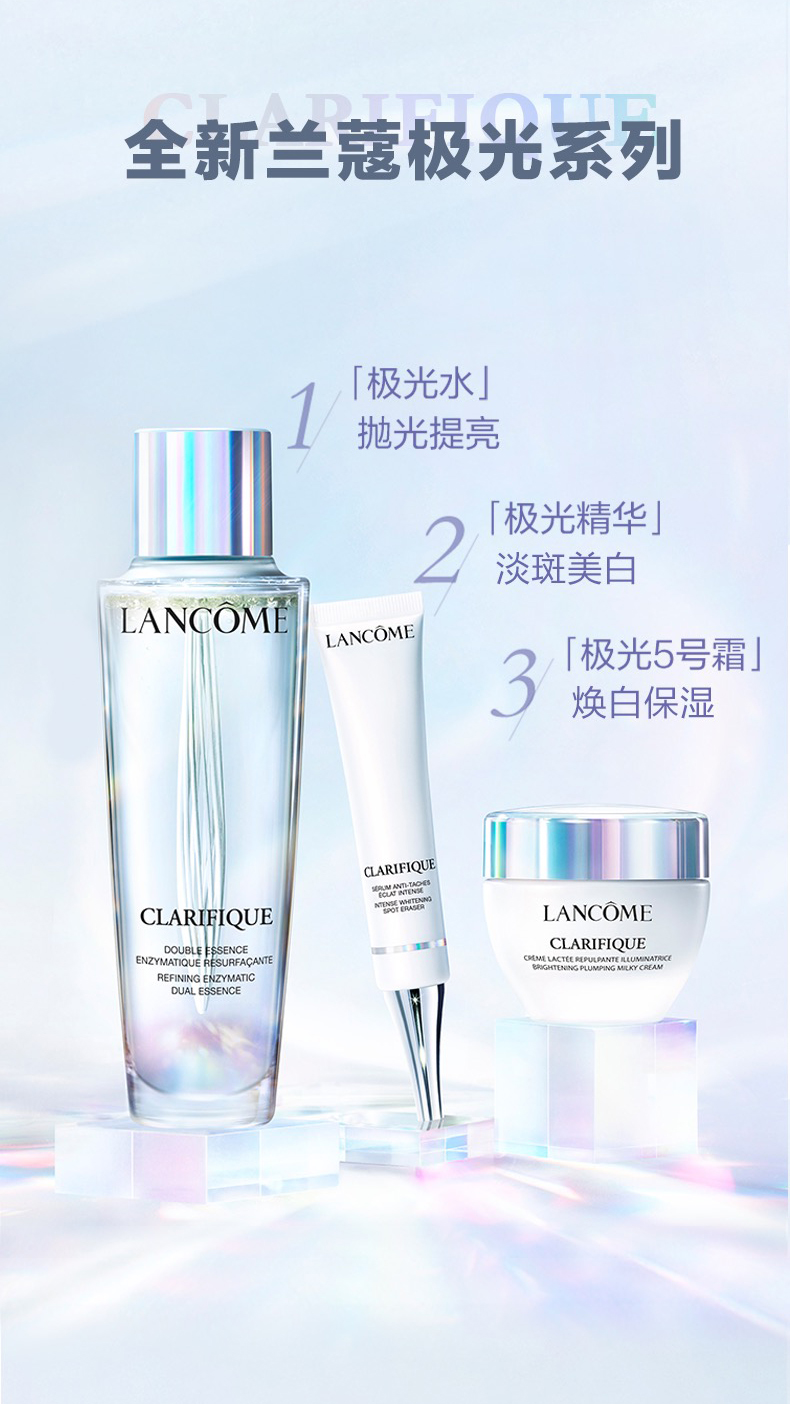 CLARIFIQUE
全新兰蔻极光系列
1
「极光水」
抛光提亮
2
「极光精华」
淡斑美白
3
「极光5号霜」
焕白保湿
LANCÔME
CLARIFIQUE
DOUBLE ESSENCE
ENZYMATIQUE RESURFAÇANTE
REFINING ENZYMATIC
DUAL ESSENCE
LANCÔME
CLARIFIQUE
SÉRUM ANTI-TACHES
ÉCLAT INTENSE
INTENSE WHITENING
SPOT ERASER
LANCÔME
CLARIFIQUE
CRÈME LACTÉE REPULPANTE ILLUMINATRICE
BRIGHTENING PLUMPING MILKY CREAM